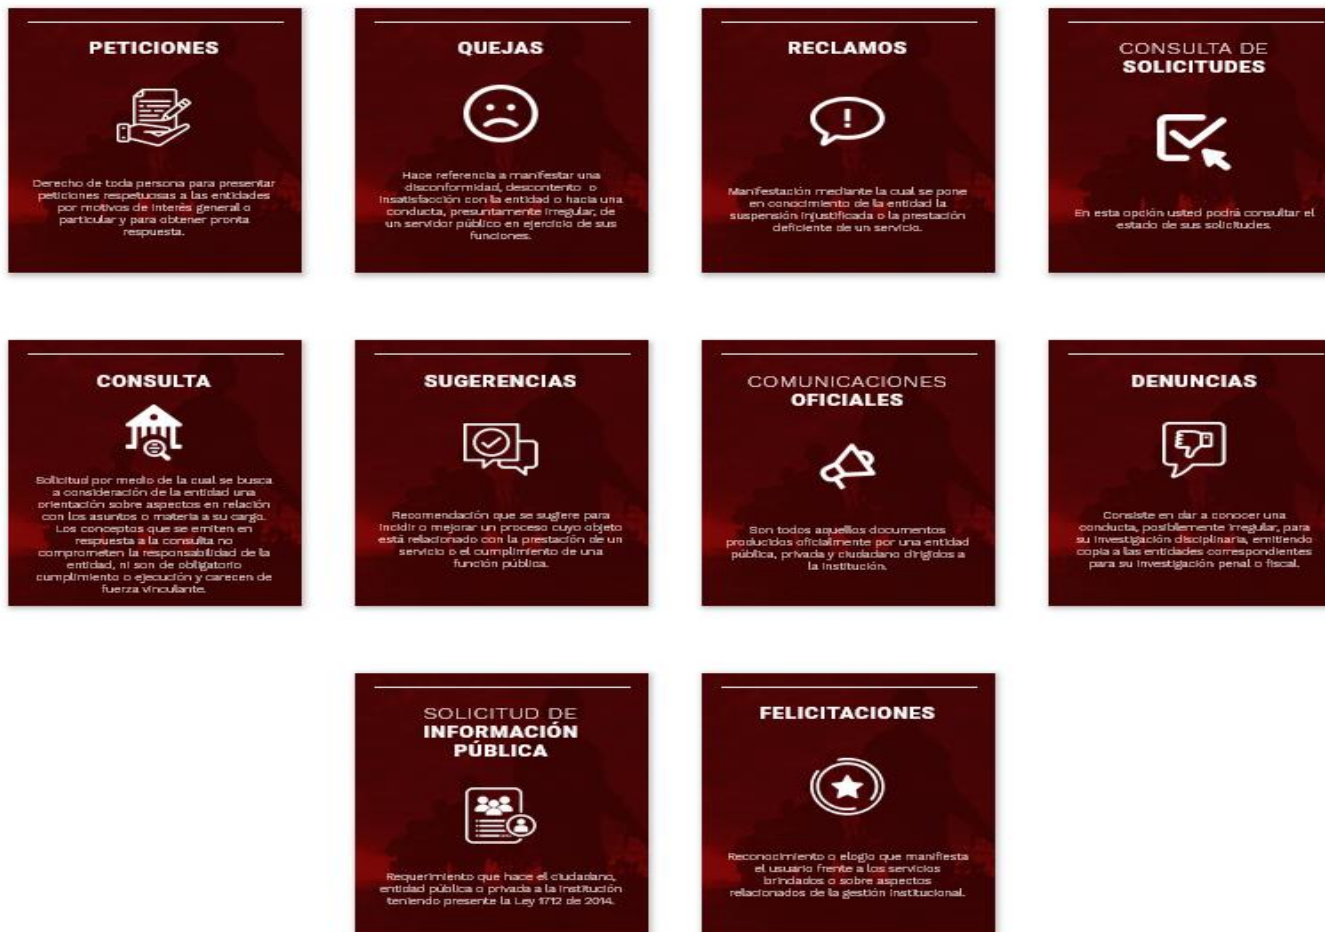 PETICIONES
Derecho de toda persona para presentar
peticiones respetuosas a las entidades
por motivos de interés general o
particular y para obtener pronta
respuesta.
QUEJAS
Hace referencia a manifestar una
disconformidad, descontento o
insatisfacción con la entidad o hacia una
conducta, presuntamente irregular, de
un servidor público en ejercicio de sus
funciones.
RECLAMOS
Manifestación mediante la cual se pone
en conocimiento de la entidad la
suspensión injustificada o la prestación
deficiente de un servicio.
CONSULTA DE
SOLICITUDES
En esta opción usted podrá consultar el
estado de sus solicitudes.
CONSULTA
Solicitud por medio de la cual se busca
a consideración de la entidad una
orientación sobre aspectos en relación
con los asuntos o materia a su cargo.
Los conceptos que se emiten en
respuesta a la consulta no
comprometen la responsabilidad de la
entidad, ni son de obligatorio
cumplimiento o ejecución y carecen de
fuerza vinculante.
SUGERENCIAS
Recomendación que se sugiere para
incidir o mejorar un proceso cuyo objeto
está relacionado con la prestación de un
servicio o el cumplimiento de una
función pública.
COMUNICACIONES
OFICIALES
Son todos aquellos documentos
producidos oficialmente por una entidad
pública, privada y ciudadano dirigidos a
la institución.
DENUNCIAS
Consiste en dar a conocer una
conducta, posiblemente irregular, para
su investigación disciplinaria, emitiendo
copia a las entidades correspondientes
para su investigación penal o fiscal.
SOLICITUD DE
INFORMACIÓN
PÚBLICA
Requerimiento que hace el ciudadano,
entidad pública o privada a la institución
teniendo presente la Ley 1712 de 2014.
FELICITACIONES
Reconocimiento o elogio que manifiesta
el usuario frente a los servicios
brindados o sobre aspectos
relacionados de la gestión institucional.